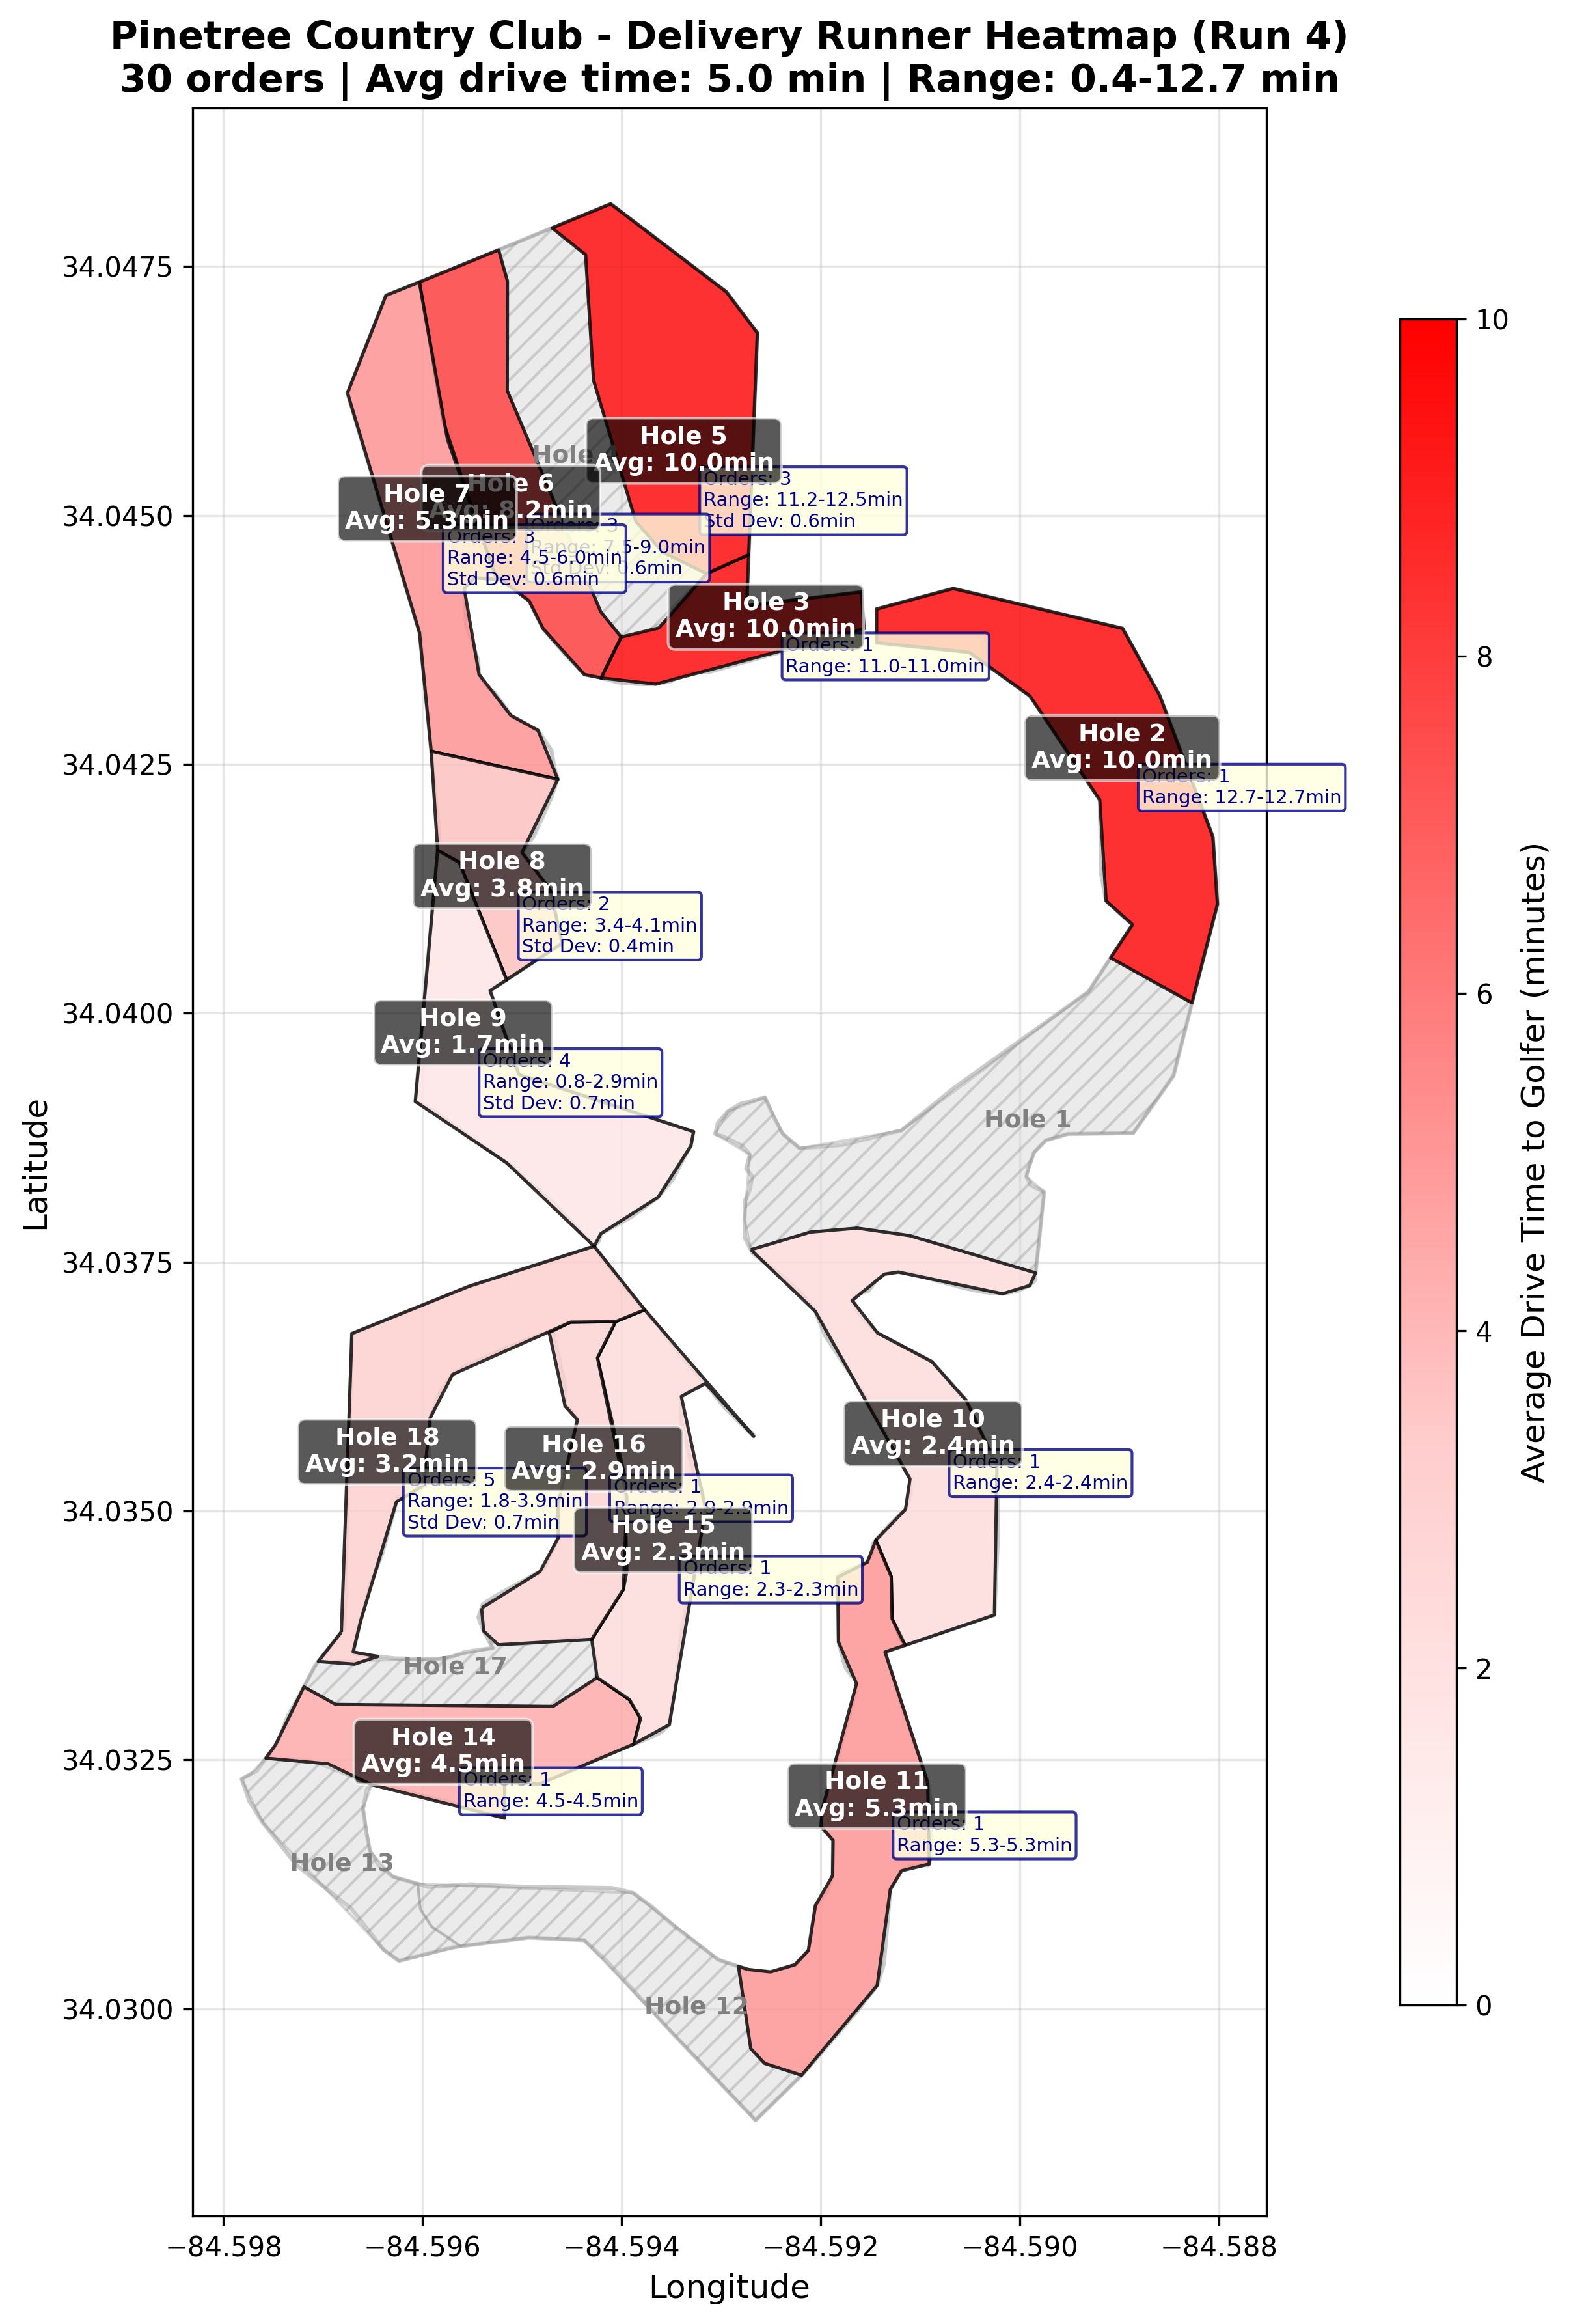 Pinetree Country Club - Delivery Runner Heatmap (Run 4)
30 orders | Avg drive time: 5.0 min | Range: 0.4-12.7 min
Latitude
34.0475
34.0450
34.0425
34.0400
34.0375
34.0350
34.0325
34.0300
Hole
Hole 5
Avg: 10.0min
Orders: 3
Range: 11.2-12.5min
Std Dev: 0.6min
Hole 6
Avg: 8.2min
Orders: 3
Range: 7.5-9.0min
Std Dev: 0.6min
Hole 7
Avg: 5.3min
Orders: 3
Range: 4.5-6.0min
Std Dev: 0.6min
Hole 3
Avg: 10.0min
Orders: 1
Range: 11.0-11.0min
Hole 2
Avg: 10.0min
Orders: 1
Range: 12.7-12.7min
Hole 8
Avg: 3.8min
Orders: 2
Range: 3.4-4.1min
Std Dev: 0.4min
Hole 9
Avg: 1.7min
Orders: 4
Range: 0.8-2.9min
Std Dev: 0.7min
Hole 1
Hole 10
Avg: 2.4min
Orders: 1
Range: 2.4-2.4min
Hole 18
Avg: 3.2min
Orders: 5
Range: 1.8-3.9min
Std Dev: 0.7min
Hole 16
Avg: 2.9min
Orders: 1
Range: 2.9-2.9min
Hole 15
Avg: 2.3min
Orders: 1
Range: 2.3-2.3min
Hole 17
Hole 14
Avg: 4.5min
Orders: 1
Range: 4.5-4.5min
Hole 11
Avg: 5.3min
Orders: 1
Range: 5.3-5.3min
Hole 13
Hole 12
−84.598
−84.596
−84.594
−84.592
−84.590
−84.588
Longitude
10
8
6
4
2
0
Average Drive Time to Golfer (minutes)